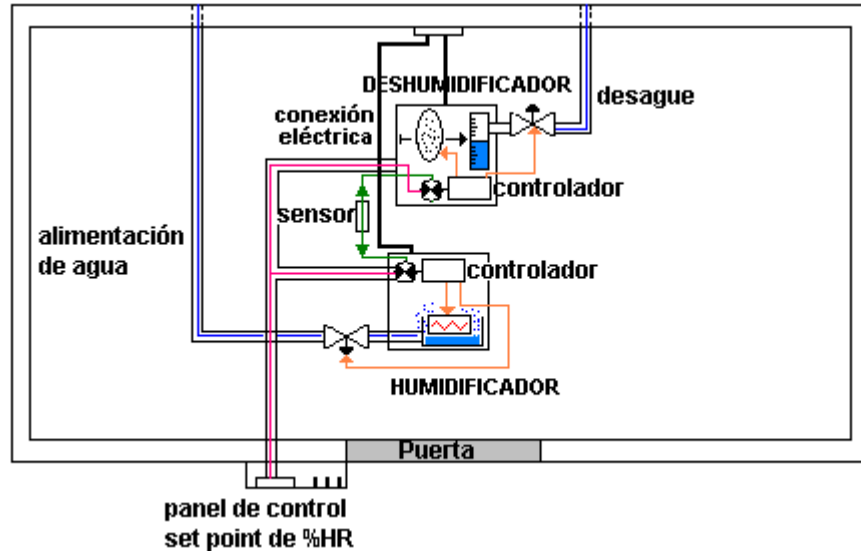 DESHUMIDIFICADOR
desague
conexión
eléctrica
controlador
sensor
alimentación
de agua
controlador
HUMIDIFICADOR
Puerta
panel de control
set point de %HR